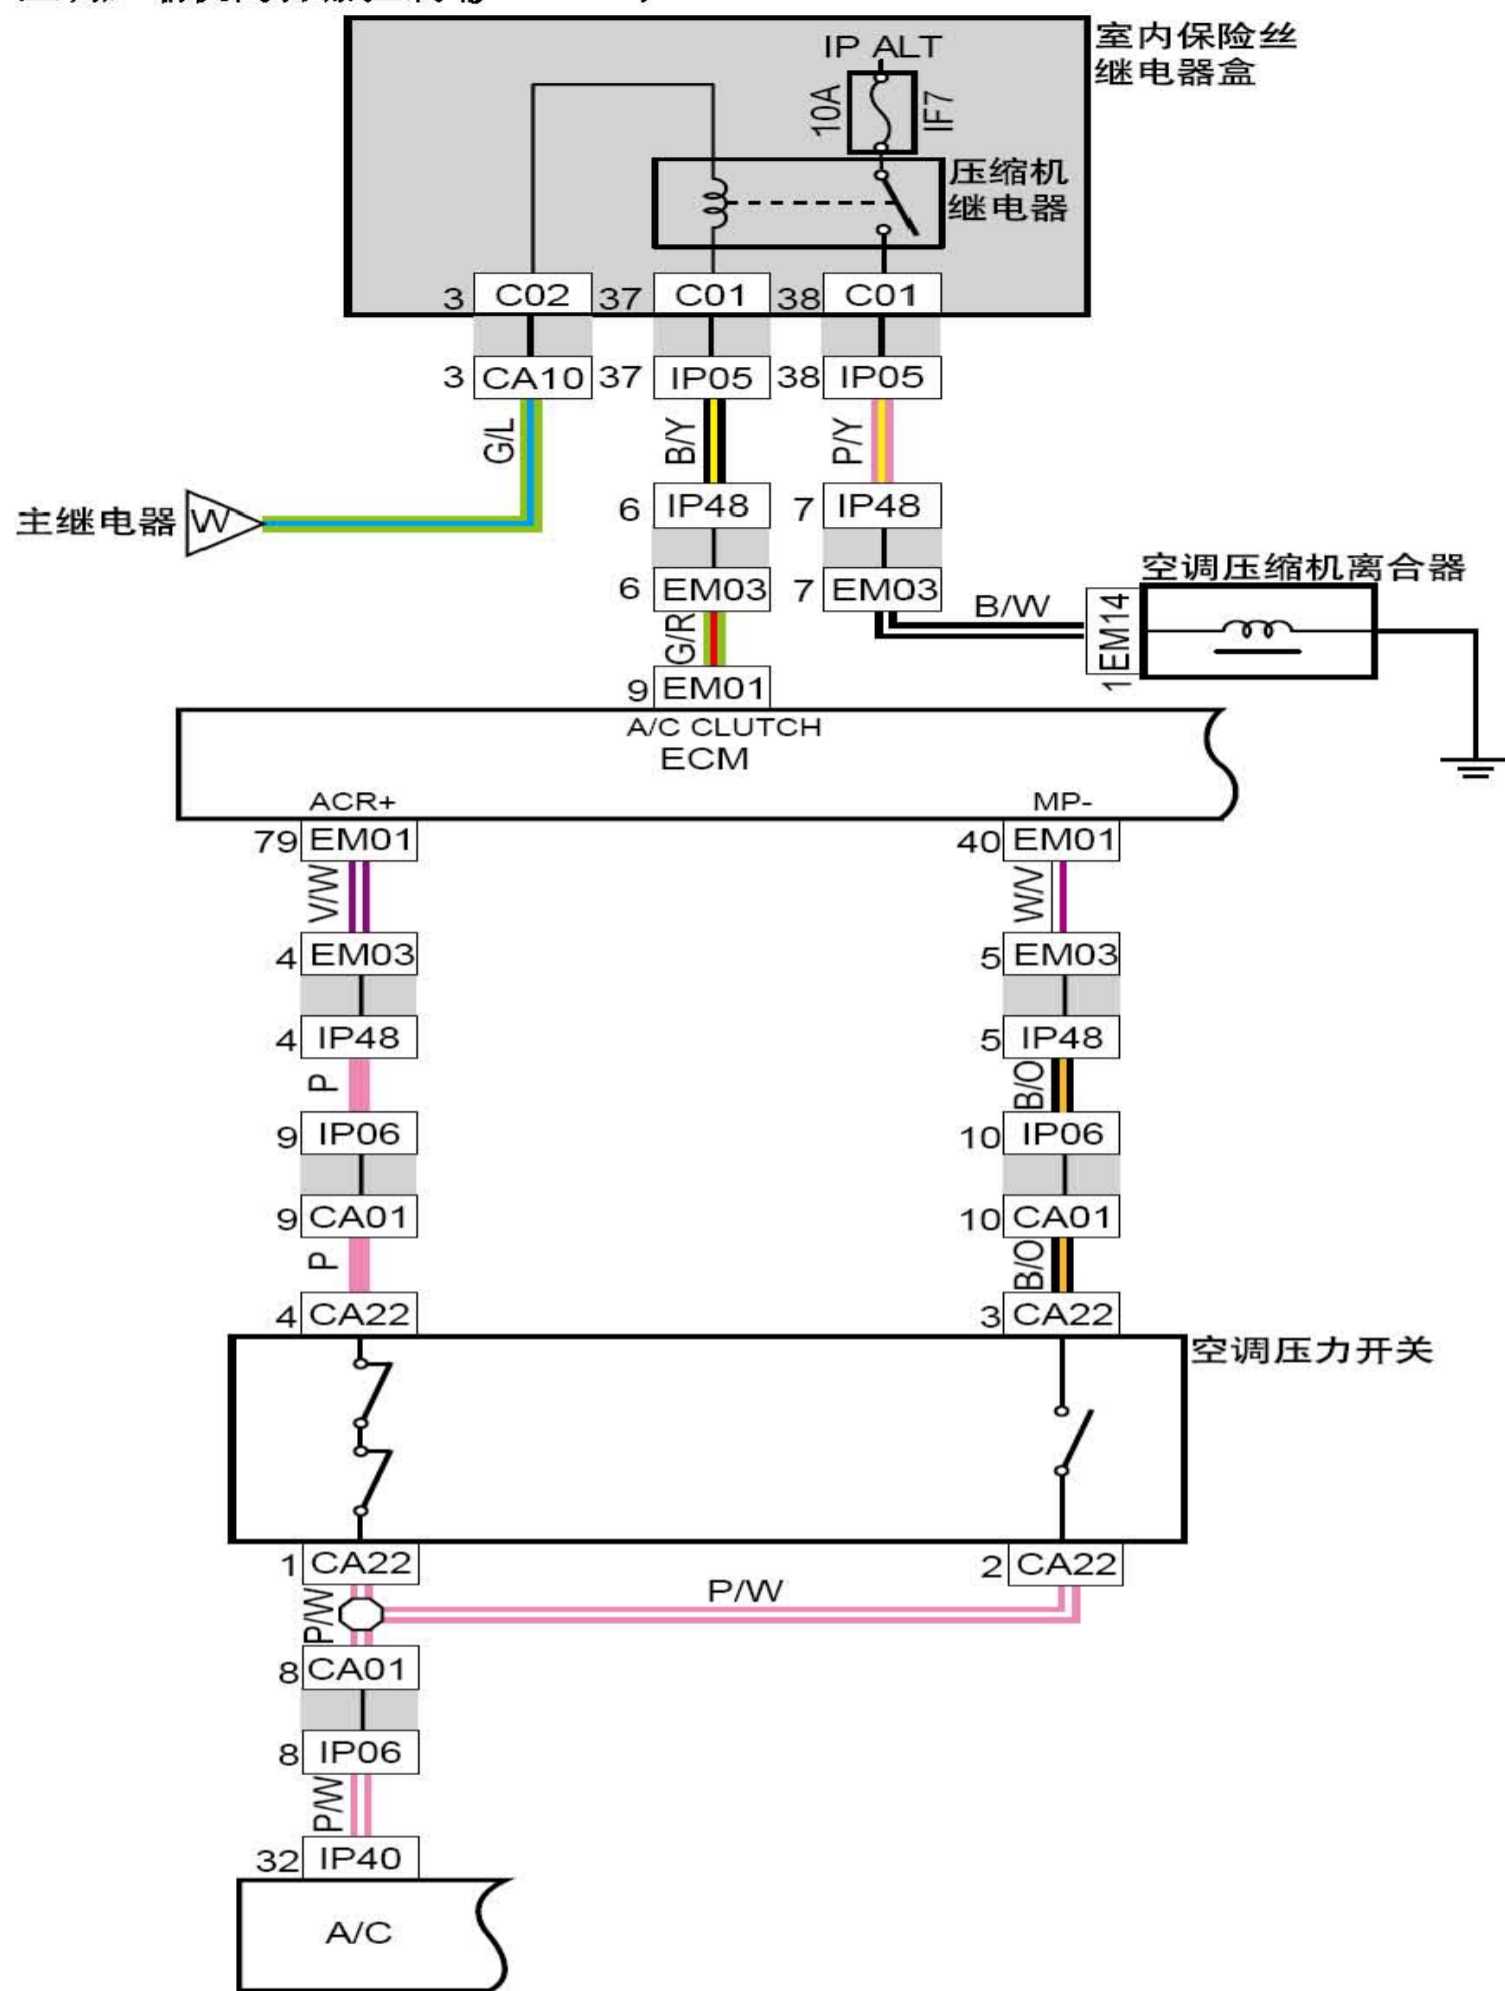 IP ALT
室内保险丝
继电器盒
10A
IF7
压缩机
继电器
3 C02 37 C01 38 C01
3 CA10 37 IP05 38 IP05
G/L B/Y P/Y
6 IP48 7 IP48
主继电器 W
空调压缩机离合器
6 EM03 7 EM03
B/W
1 EM14
G/R
9 EM01
A/C CLUTCH
ECM
ACR+ MP-
79 EM01 40 EM01
V/W W/V
4 EM03 5 EM03
4 IP48 5 IP48
P B/O
9 IP06 10 IP06
9 CA01 10 CA01
P B/O
4 CA22 3 CA22
空调压力开关
1 CA22 2 CA22
P/W P/W
8 CA01
8 IP06
P/W
32 IP40
A/C